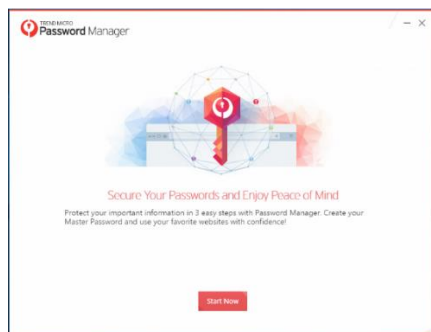 TREND MICRO
Password Manager
Secure Your Passwords and Enjoy Peace of Mind
Protect your important information in 3 easy steps with Password Manager. Create your
Master Password and use your favorite websites with confidence!
Start Now